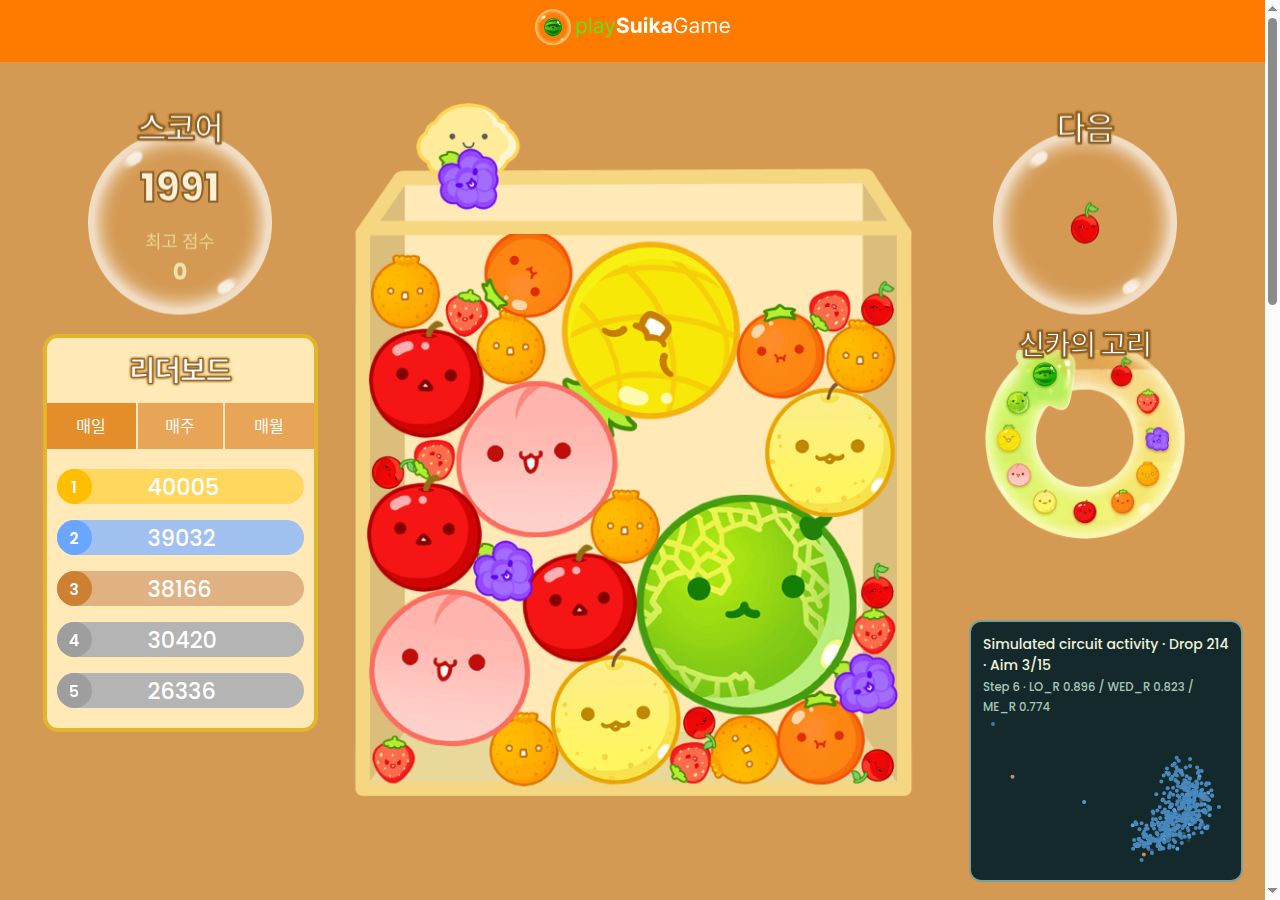 playSuikaGame
스코어
1991
최고 점수
0
다음
신카의 고리
리더보드
매일 매주 매월
1 40005
2 39032
3 38166
4 30420
5 26336
Simulated circuit activity · Drop 214
· Aim 3/15
Step 6 · LO_R 0.896 / WED_R 0.823 /
ME_R 0.774